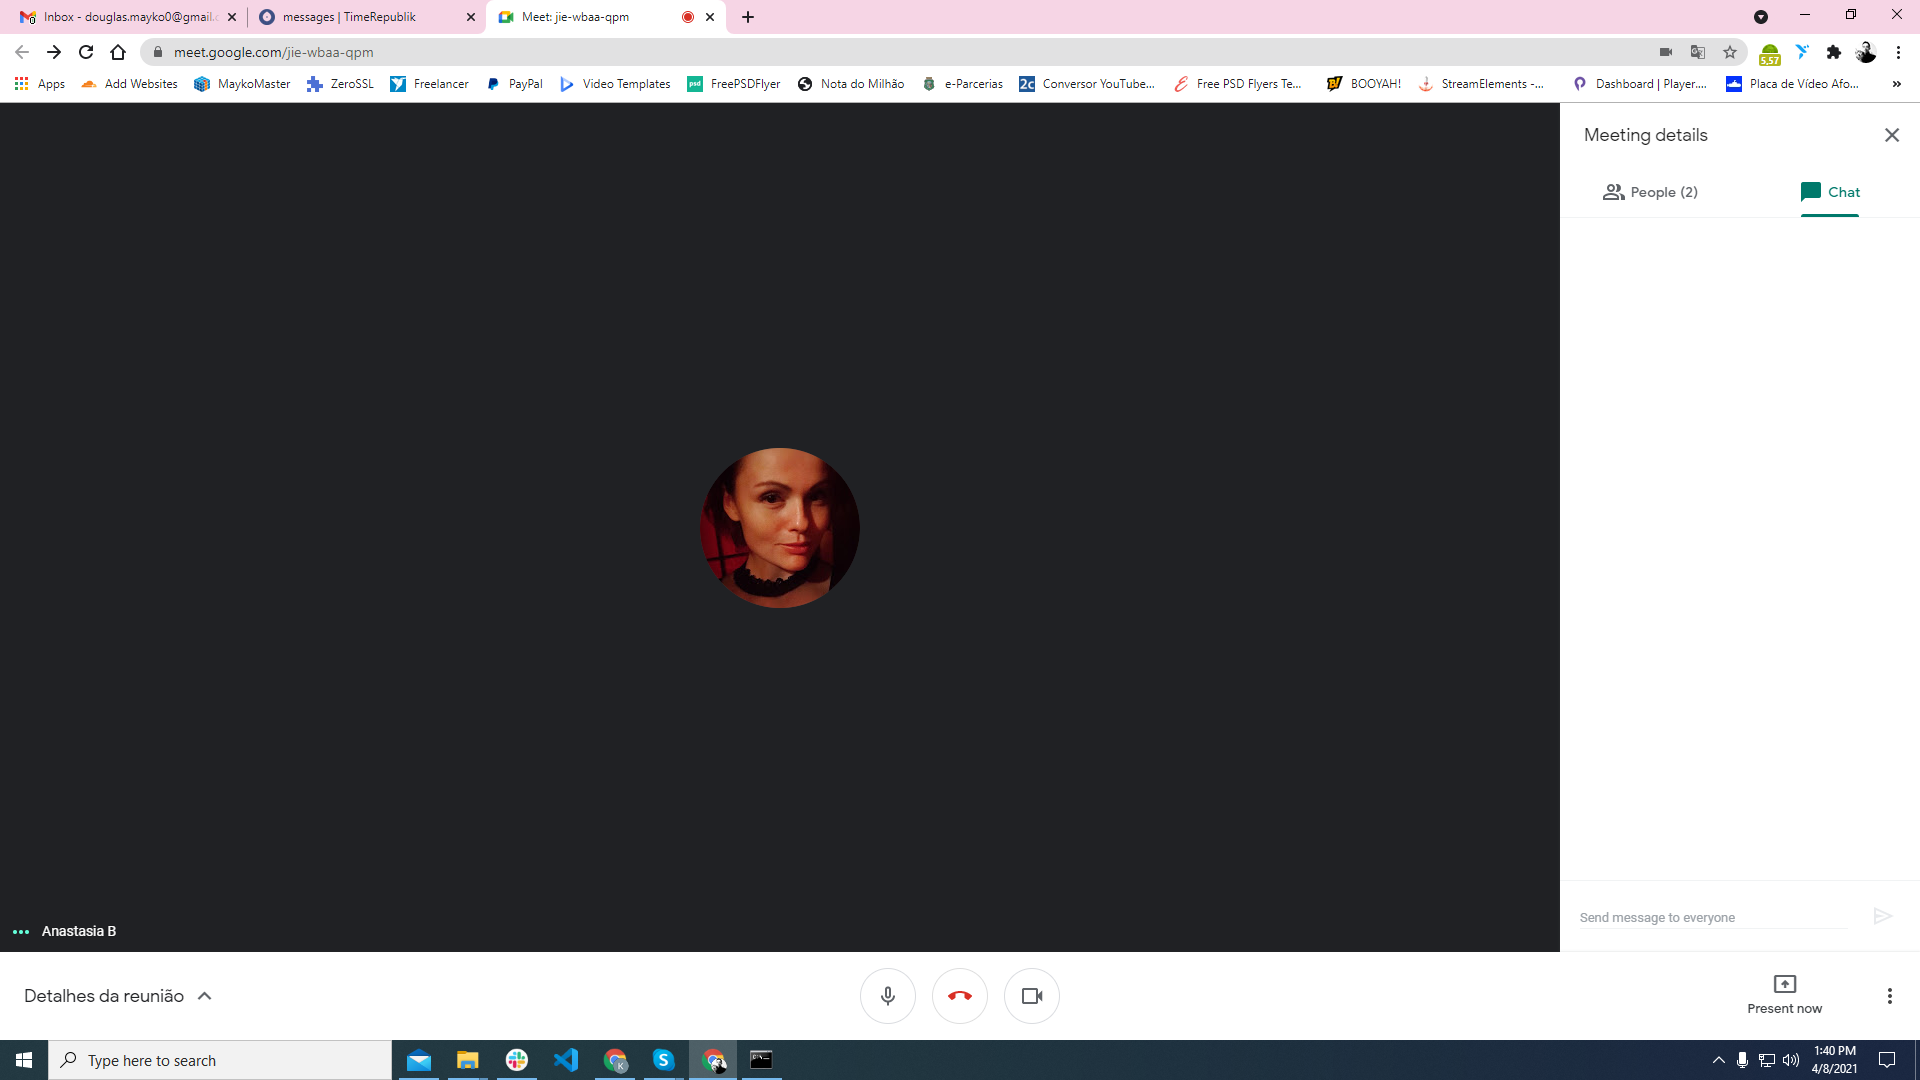 Inbox - douglas.mayko0@gmail.c
messages | TimeRepublik
Meet: jie-wbaa-qpm
meet.google.com/jie-wbaa-qpm
5,57
Apps
Add Websites
MaykoMaster
ZeroSSL
Freelancer
PayPal
Video Templates
psd
FreePSDFlyer
Nota do Milhão
e-Parcerias
2c
Conversor YouTube...
Free PSD Flyers Te...
BOOYAH!
StreamElements -...
Dashboard | Player....
Placa de Vídeo Afo...
»
Meeting details
People (2)
Chat
Anastasia B
Send message to everyone
Detalhes da reunião
Present now
Type here to search
K
S
1:40 PM
4/8/2021